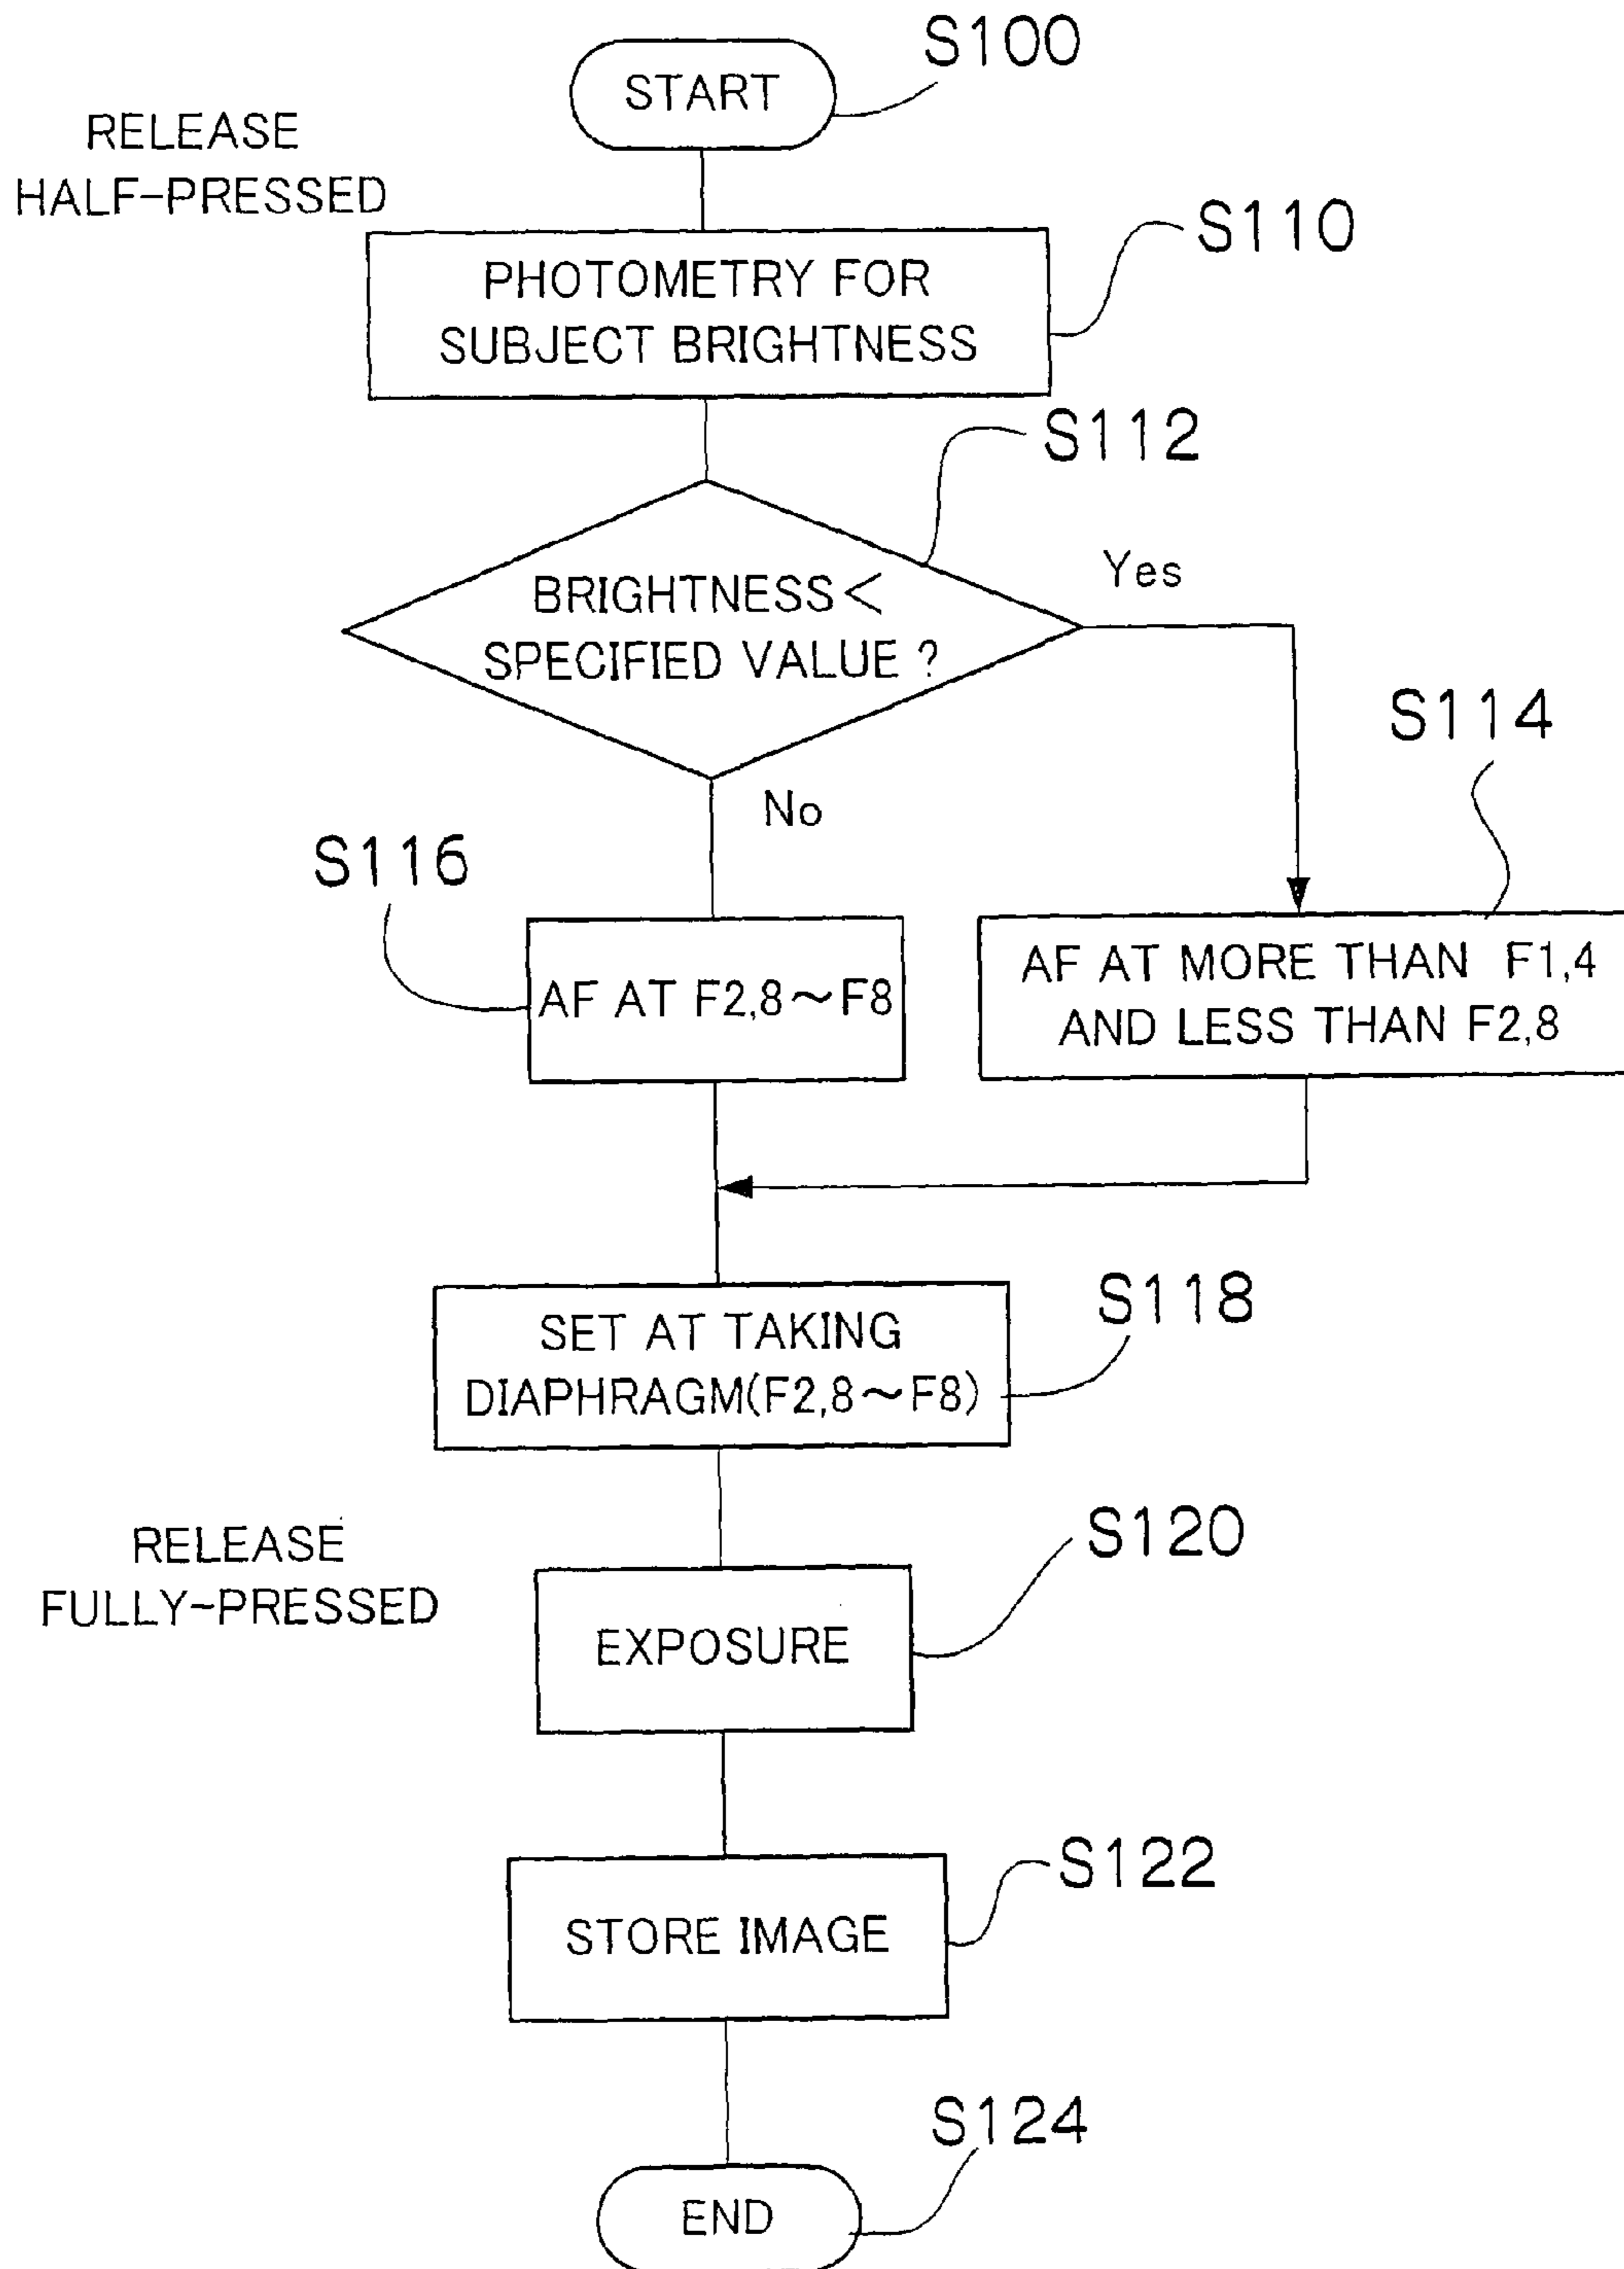 START
S100
RELEASE
HALF-PRESSED
S110
PHOTOMETRY FOR
SUBJECT BRIGHTNESS
S112
BRIGHTNESS<
SPECIFIED VALUE ?
Yes
No
S114
S116
AF AT F2,8~F8
AF AT MORE THAN F1,4
AND LESS THAN F2,8
S118
SET AT TAKING
DIAPHRAGM(F2,8~F8)
RELEASE
FULLY-PRESSED
S120
EXPOSURE
S122
STORE IMAGE
S124
END